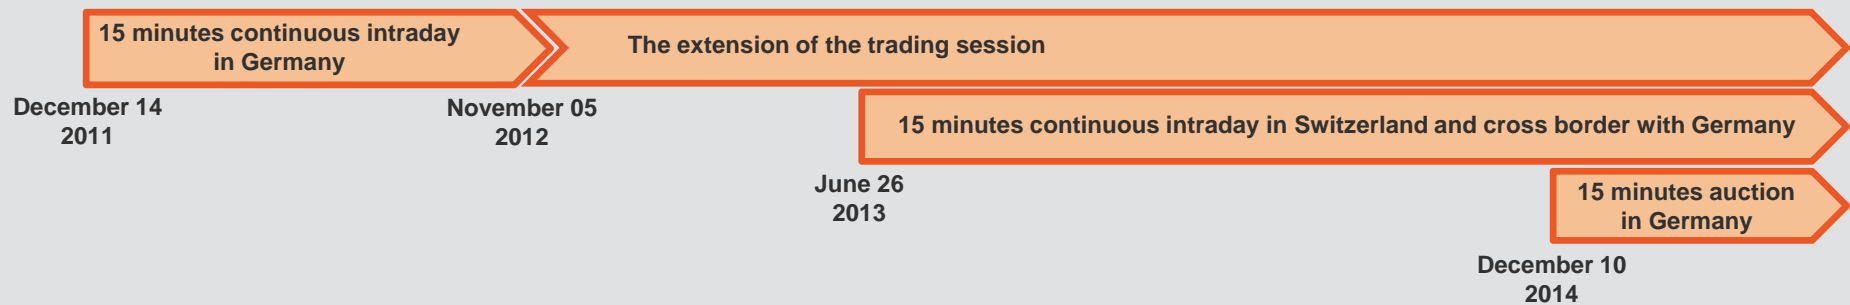 15 minutes continuous intraday
in Germany
The extension of the trading session
December 14
2011
November 05
2012
15 minutes continuous intraday in Switzerland and cross border with Germany
June 26
2013
15 minutes auction
in Germany
December 10
2014